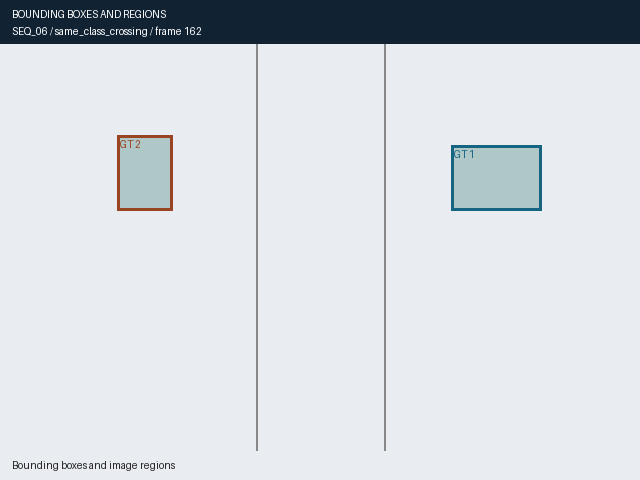 BOUNDING BOXES AND REGIONS
SEQ_06 / same_class_crossing / frame 162
GT2
GT1
Bounding boxes and image regions